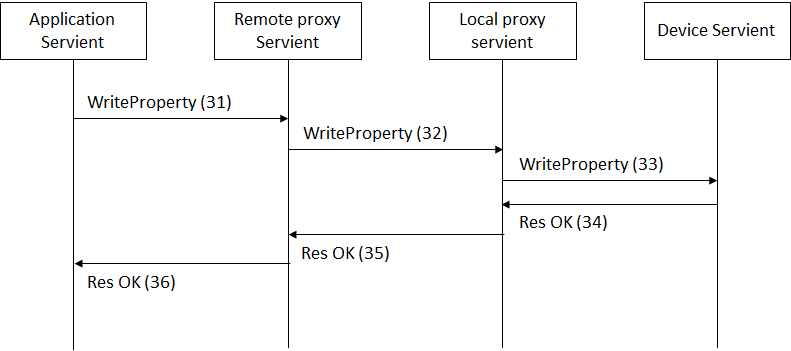 Application
Servient
Remote proxy
Servient
Local proxy
servient
Device Servient
WriteProperty (31)
WriteProperty (32)
WriteProperty (33)
Res OK (34)
Res OK (35)
Res OK (36)